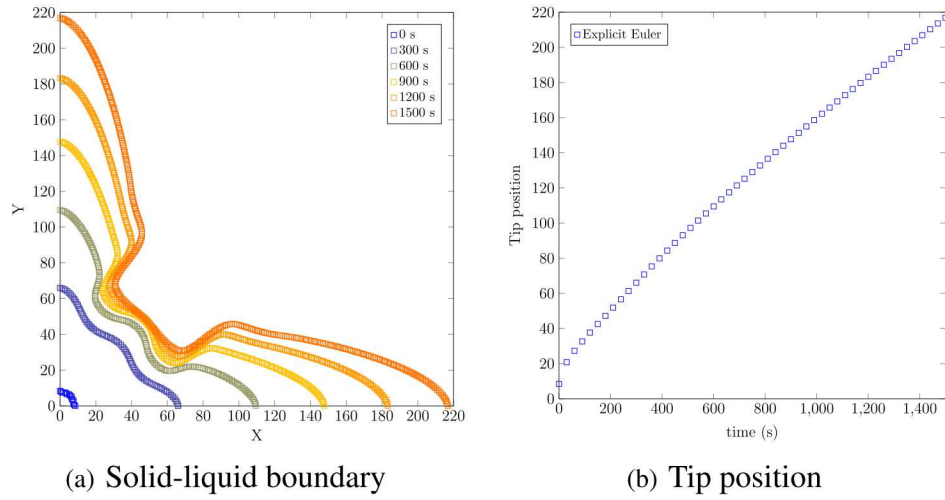 220
200
180
160
140
120
100
80
60
40
20
0
Y
0 20 40 60 80 100 120 140 160 180 200 220
X
0 s
300 s
600 s
900 s
1200 s
1500 s
(a) Solid-liquid boundary
220
200
180
160
140
120
100
80
60
40
20
0
Tip position
0 200 400 600 800 1,000 1,200 1,400
time (s)
Explicit Euler
(b) Tip position